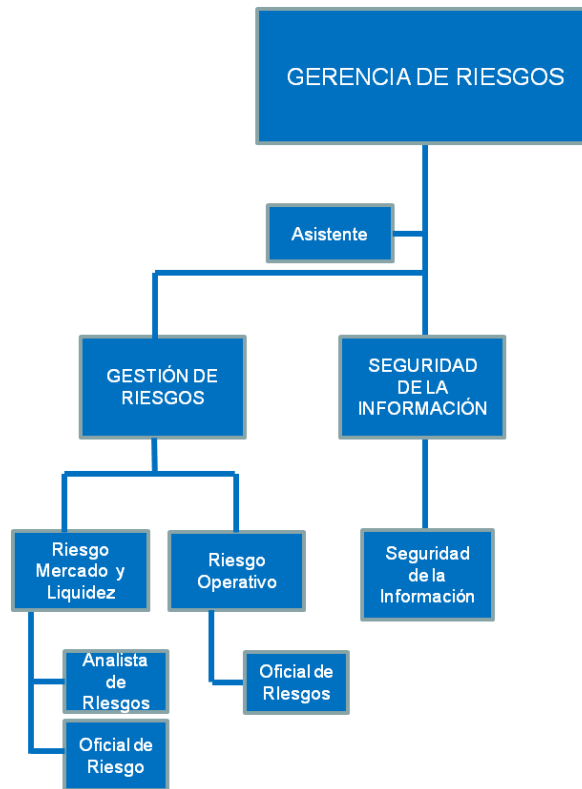 GERENCIA DE RIESGOS
Asistente
GESTIÓN DE
RIESGOS
SEGURIDAD
DE LA
INFORMACIÓN
Riesgo
Mercado y
Liquidez
Riesgo
Operativo
Seguridad
de la
Información
Analista
de
RIesgos
Oficial de
RIesgos
Oficial de
Riesgo